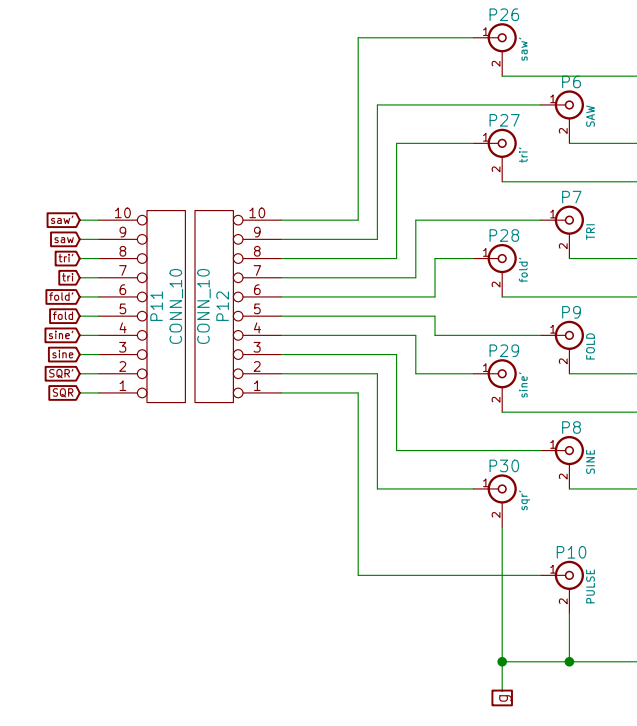 P26
1
2
saw'
P6
1
2
SAW
P27
1
2
tri'
P7
1
2
TRI
P28
1
2
fold'
P9
1
2
FOLD
P29
1
2
sine'
P8
1
2
SINE
P30
1
2
sqr'
P10
1
2
PULSE
saw' 10
saw 9
tri' 8
tri 7
fold' 6
fold 5
sine' 4
sine 3
SQR' 2
SQR 1
P11
CONN_10
CONN_10
P12
10
9
8
7
6
5
4
3
2
1
g